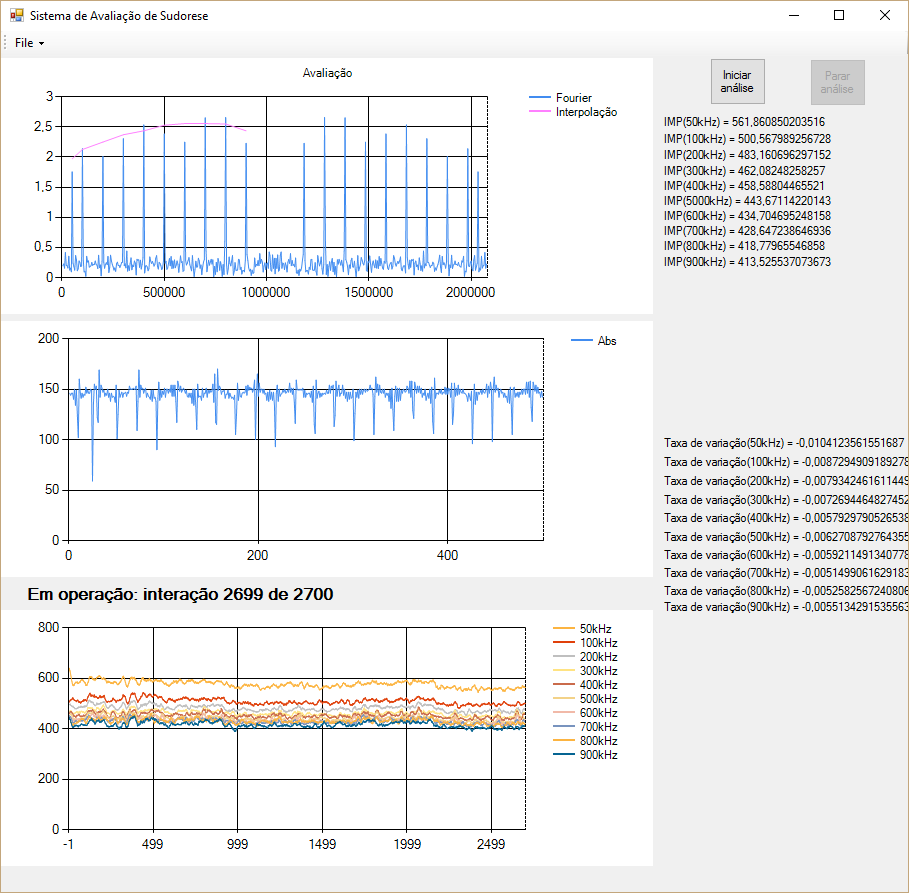 Sistema de Avaliação de Sudorese
File
Avaliação
3
2,5
2
1,5
1
0,5
0
0
500000
1000000
1500000
2000000
Fourier
Interpolação
Iniciar
análise
Parar
análise
IMP(50kHz) = 561,860850203516
IMP(100kHz) = 500,567989256728
IMP(200kHz) = 483,160696297152
IMP(300kHz) = 462,08248258257
IMP(400kHz) = 458,58804465521
IMP(5000kHz) = 443,67114220143
IMP(600kHz) = 434,704695248158
IMP(700kHz) = 428,647238646936
IMP(800kHz) = 418,77965546858
IMP(900kHz) = 413,525537073673
200
150
100
50
0
0
200
400
Abs
Taxa de variação(50kHz) = -0,0104123561551687
Taxa de variação(100kHz) = -0,0087294909189278
Taxa de variação(200kHz) = -0,0079342461611449
Taxa de variação(300kHz) = -0,0072694464827452
Taxa de variação(400kHz) = -0,0057929790526538
Taxa de variação(500kHz) = -0,0062708792764355
Taxa de variação(600kHz) = -0,0059211491340778
Taxa de variação(700kHz) = -0,0051499061629183
Taxa de variação(800kHz) = -0,0052582567240806
Taxa de variação(900kHz) = -0,0055134291535563
Em operação: interação 2699 de 2700
800
600
400
200
0
-1
499
999
1499
1999
2499
50kHz
100kHz
200kHz
300kHz
400kHz
500kHz
600kHz
700kHz
800kHz
900kHz